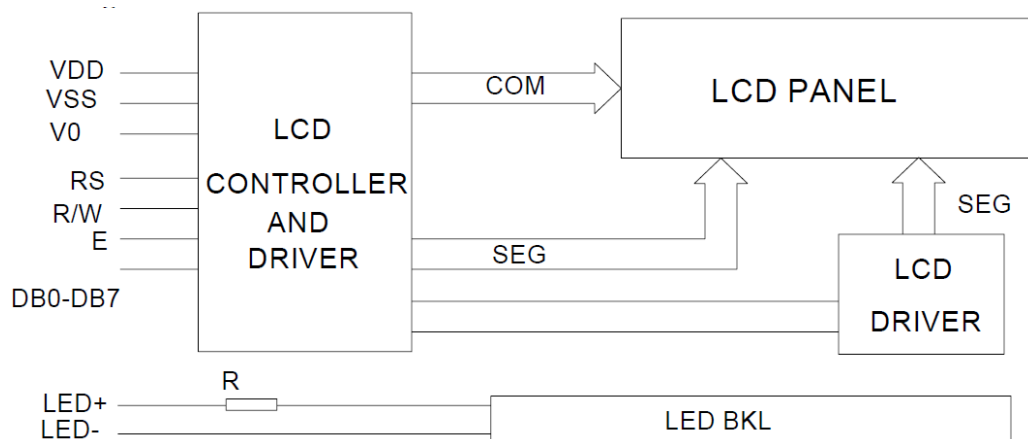 VDD
VSS
V0
RS
R/W
E
DB0-DB7
LCD
CONTROLLER
AND
DRIVER
COM
SEG
LCD PANEL
SEG
LCD
DRIVER
R
LED+
LED-
LED BKL